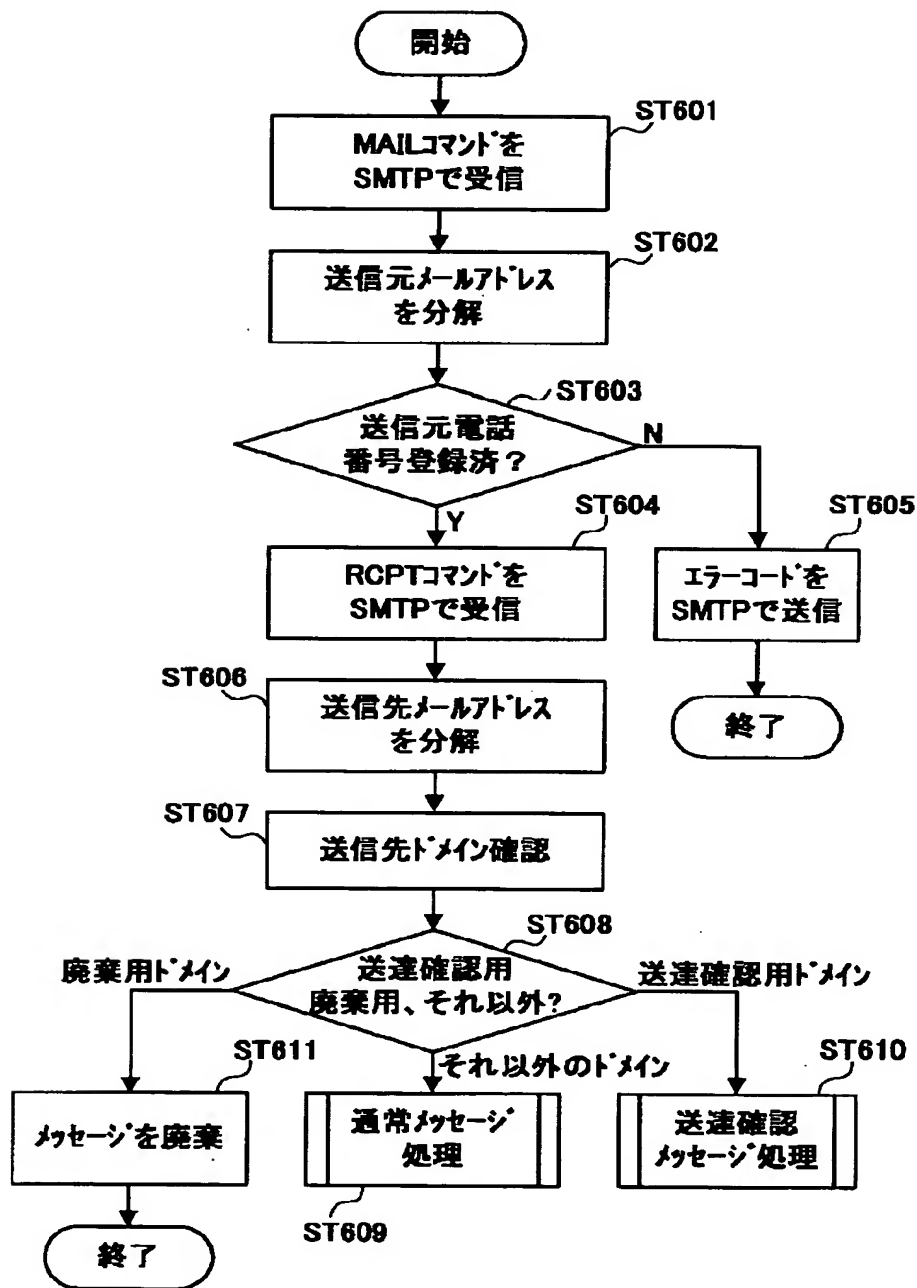 開始
ST601
MAILコマンドを
SMTPで受信
ST602
送信元メールアドレス
を分解
ST603
送信元電話
番号登録済?
N
Y
ST604
RCPTコマンドを
SMTPで受信
ST605
エラーコードを
SMTPで送信
終了
ST606
送信先メールアドレス
を分解
ST607
送信先ドメイン確認
ST608
送達確認用
廃棄用、それ以外?
廃棄用ドメイン
送達確認用ドメイン
それ以外のドメイン
ST611
メッセージを廃棄
終了
通常メッセージ
処理
ST609
ST610
送達確認
メッセージ処理